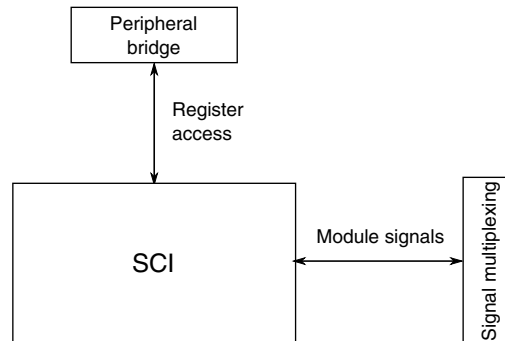 Peripheral
bridge
Register
access
SCI
Module signals
Signal multiplexing